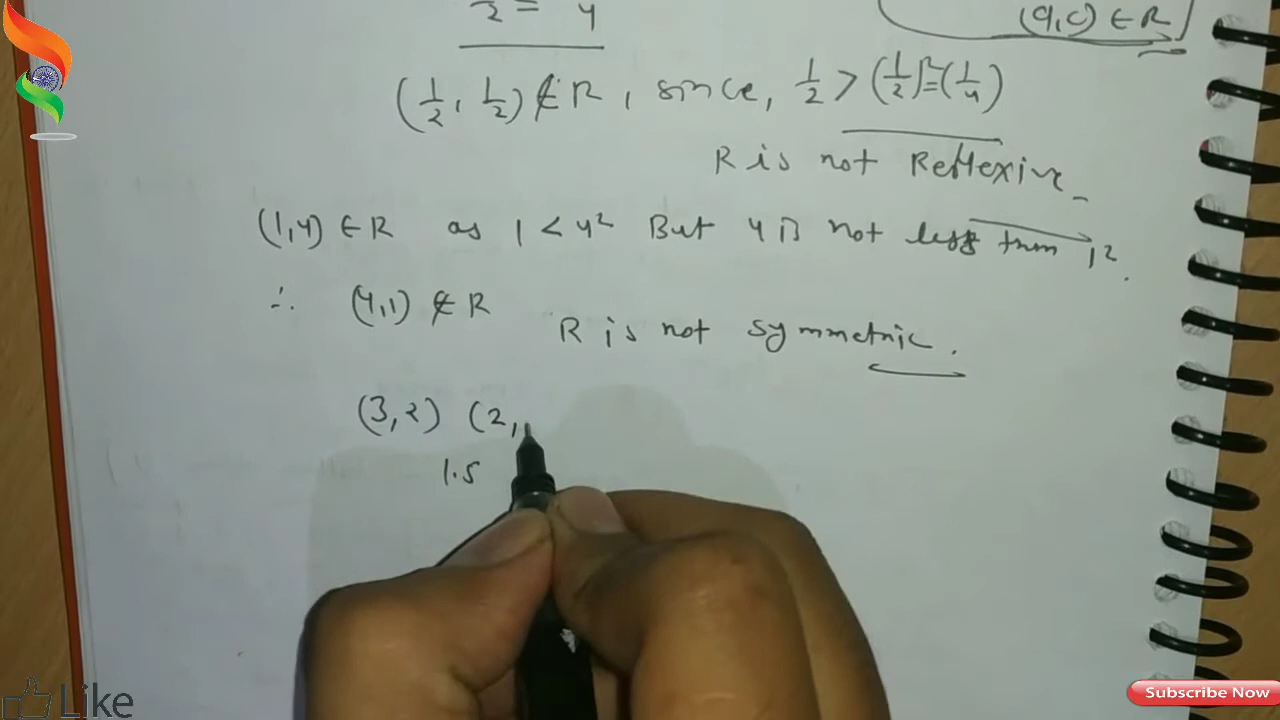 (a,c) ∈ R
(1/2, 1/2) ∉ R, since, 1/2 > (1/2)² = (1/4)
R is not Reflexive
(1,4) ∈ R as 1 < 4² But 4 is not less than 1².
∴ (4,1) ∉ R R is not symmetric.
(3,2) (2,
1.5
Like
Subscribe Now